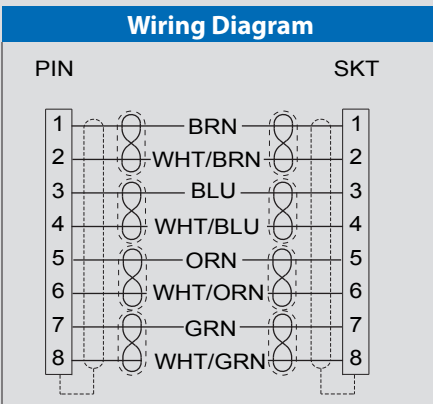 Wiring Diagram
PIN SKT
1 BRN 1
2 WHT/BRN 2
3 BLU 3
4 WHT/BLU 4
5 ORN 5
6 WHT/ORN 6
7 GRN 7
8 WHT/GRN 8